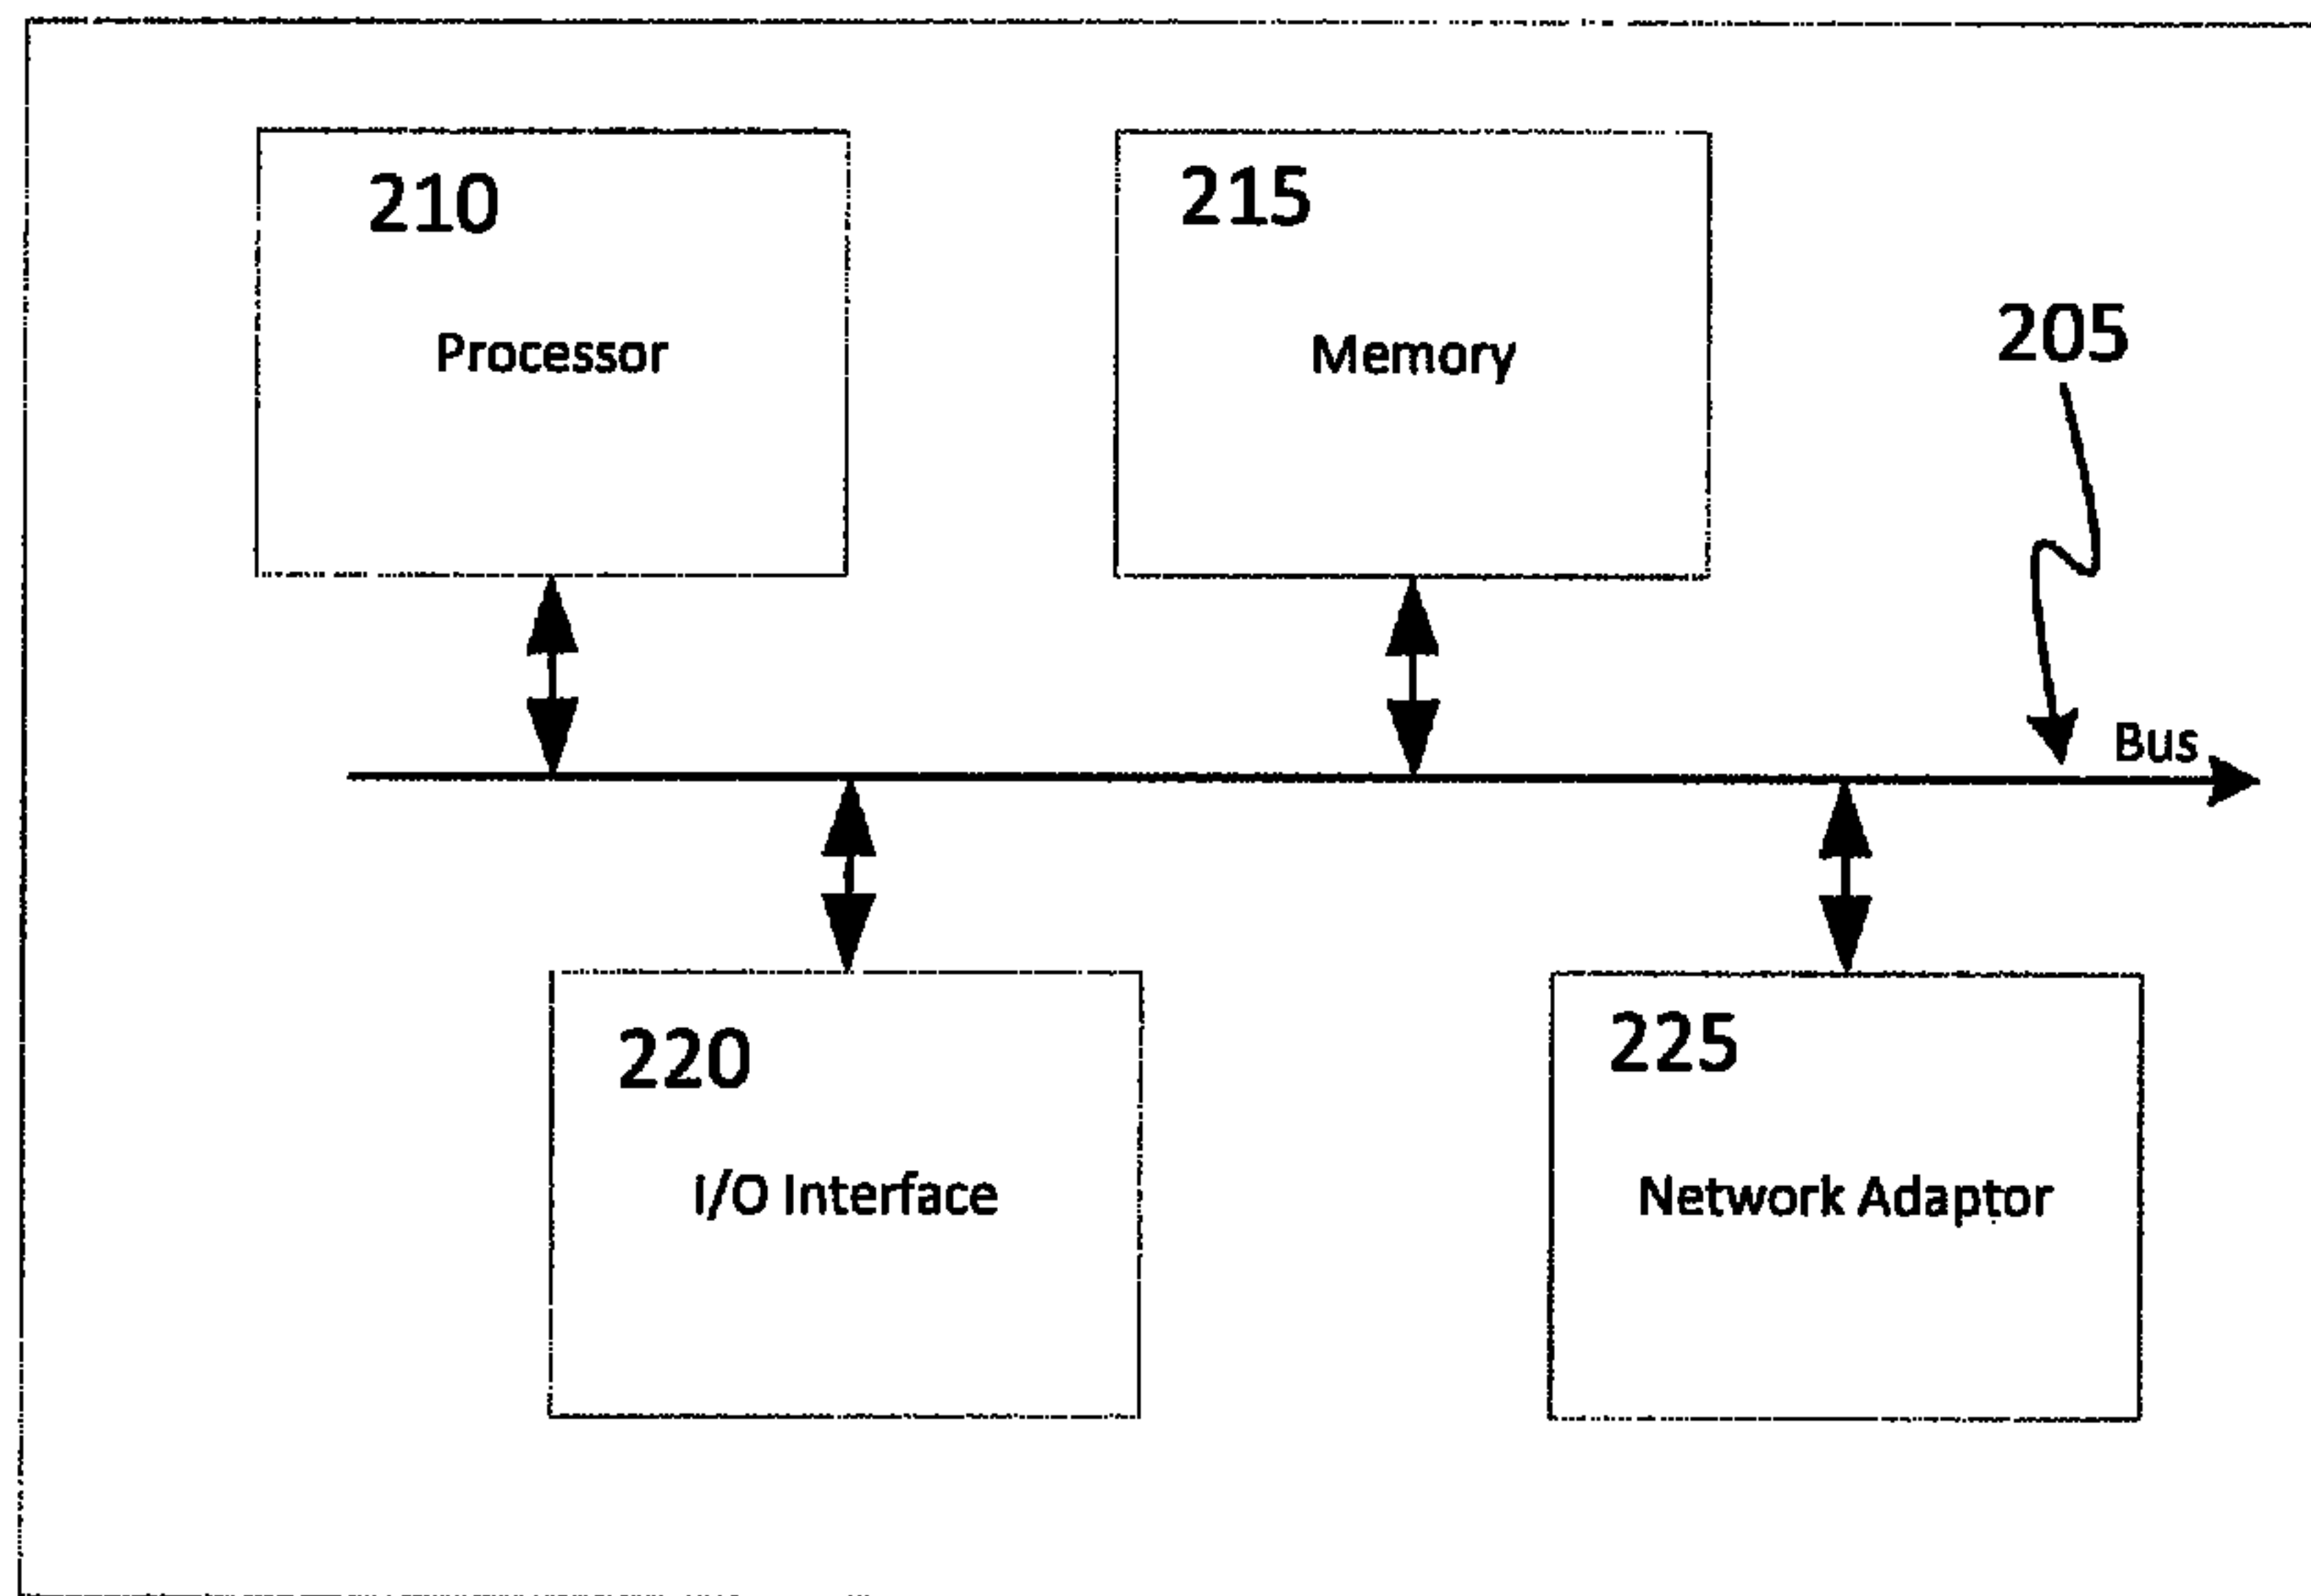 210
Processor
215
Memory
205
Bus
220
I/O Interface
225
Network Adaptor